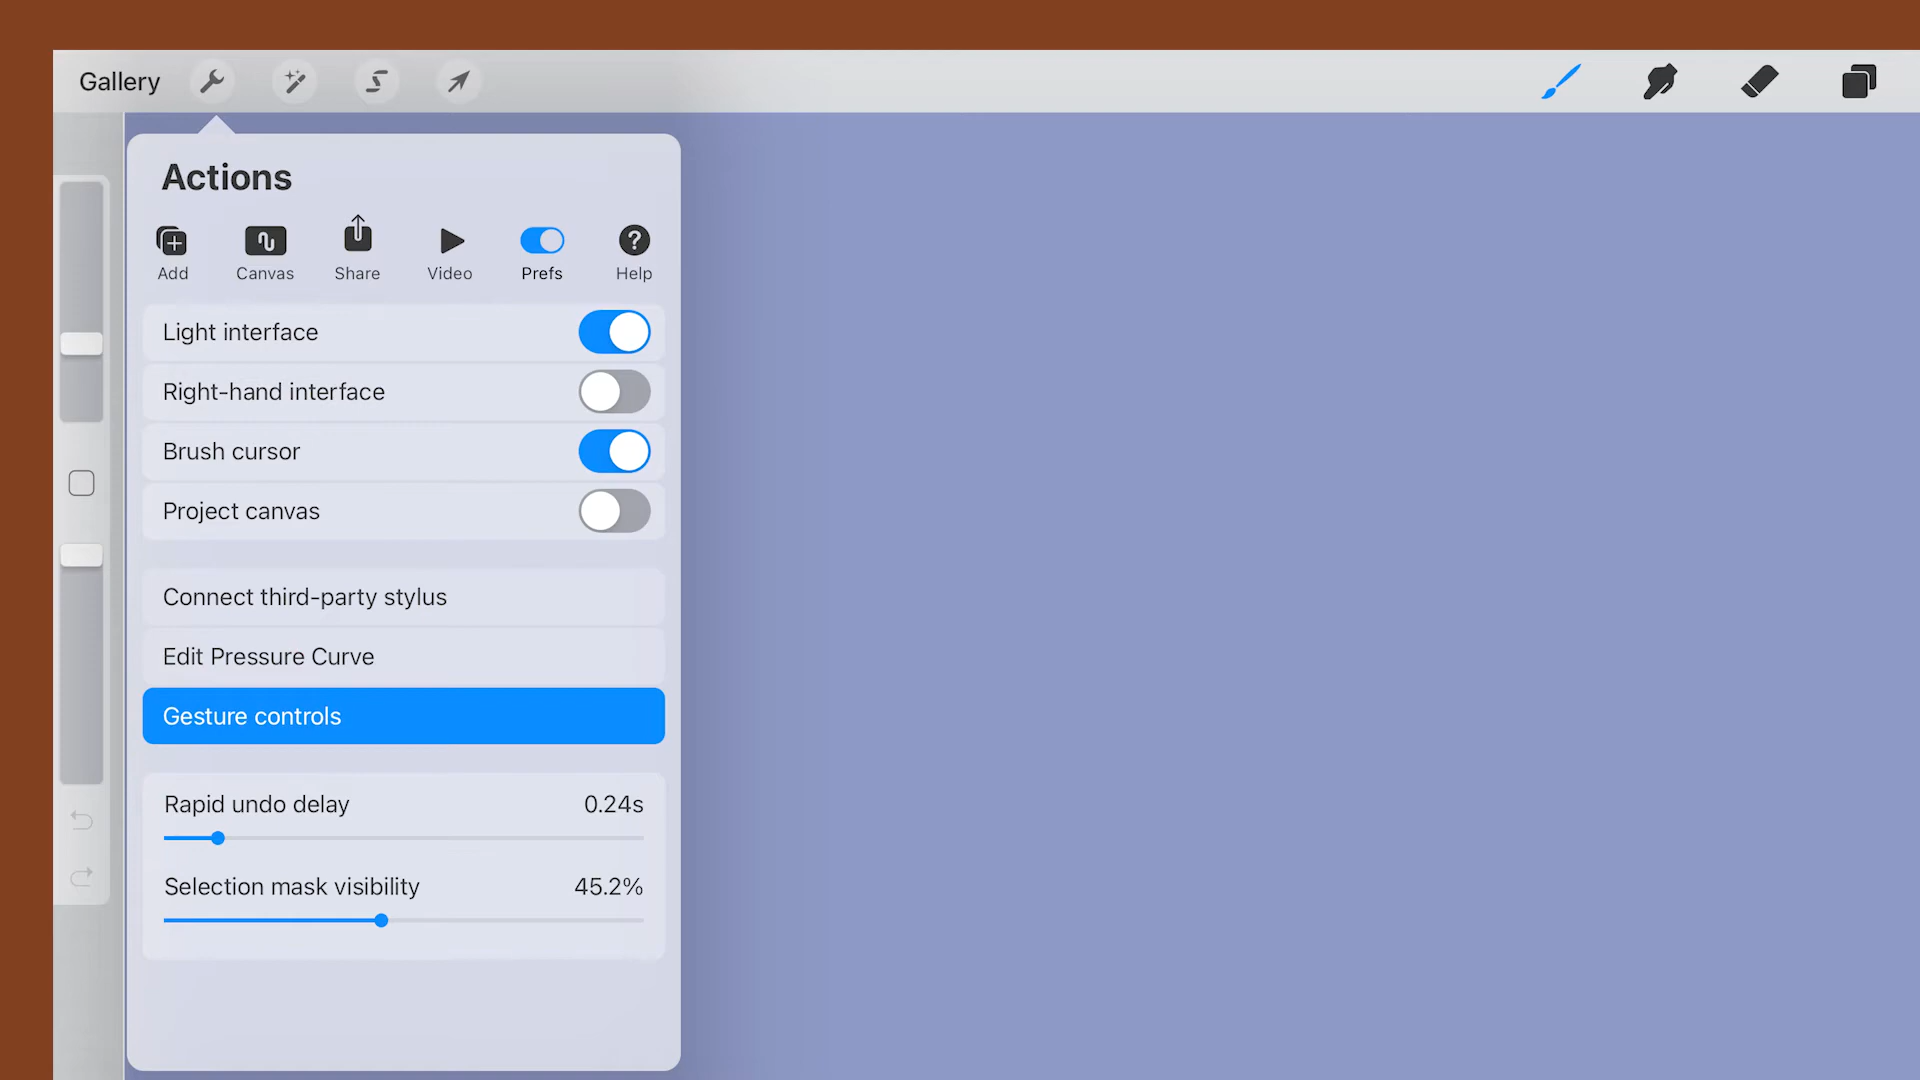 Gallery
Actions
Add Canvas Share Video Prefs Help
Light interface
Right-hand interface
Brush cursor
Project canvas
Connect third-party stylus
Edit Pressure Curve
Gesture controls
Rapid undo delay 0.24s
Selection mask visibility 45.2%